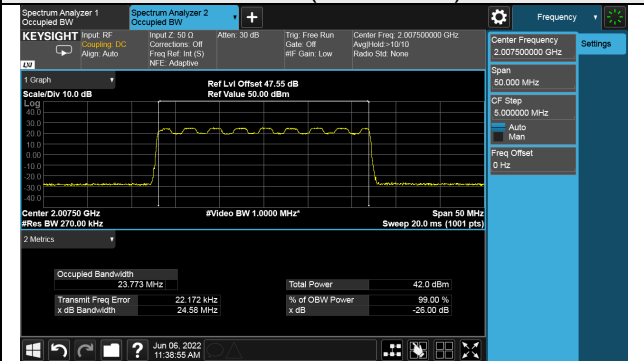 Spectrum Analyzer 1
Occupied BW
Spectrum Analyzer 2
Occupied BW
+
Frequency
KEYSIGHT
Input: RF
Coupling: DC
Align: Auto
Input Z: 50 Ω
Corrections: Off
Freq Ref: Int (S)
NFE: Adaptive
Atten: 30 dB
Trig: Free Run
Gate: Off
#IF Gain: Low
Center Freq: 2.007500000 GHz
Avg|Hold:>10/10
Radio Std: None
LXI
Center Frequency
2.007500000 GHz
Settings
Span
50.000 MHz
CF Step
5.000000 MHz
Auto
Man
Freq Offset
0 Hz
1 Graph
Scale/Div 10.0 dB
Ref Lvl Offset 47.55 dB
Ref Value 50.00 dBm
Log
40.0
30.0
20.0
10.0
0.00
-10.0
-20.0
-30.0
-40.0
Center 2.00750 GHz
#Res BW 270.00 kHz
#Video BW 1.0000 MHz*
Span 50 MHz
Sweep 20.0 ms (1001 pts)
2 Metrics
Occupied Bandwidth
23.773 MHz
Total Power 42.0 dBm
Transmit Freq Error 22.172 kHz
% of OBW Power 99.00 %
x dB Bandwidth 24.58 MHz
x dB -26.00 dB
?
Jun 06, 2022
11:38:55 AM